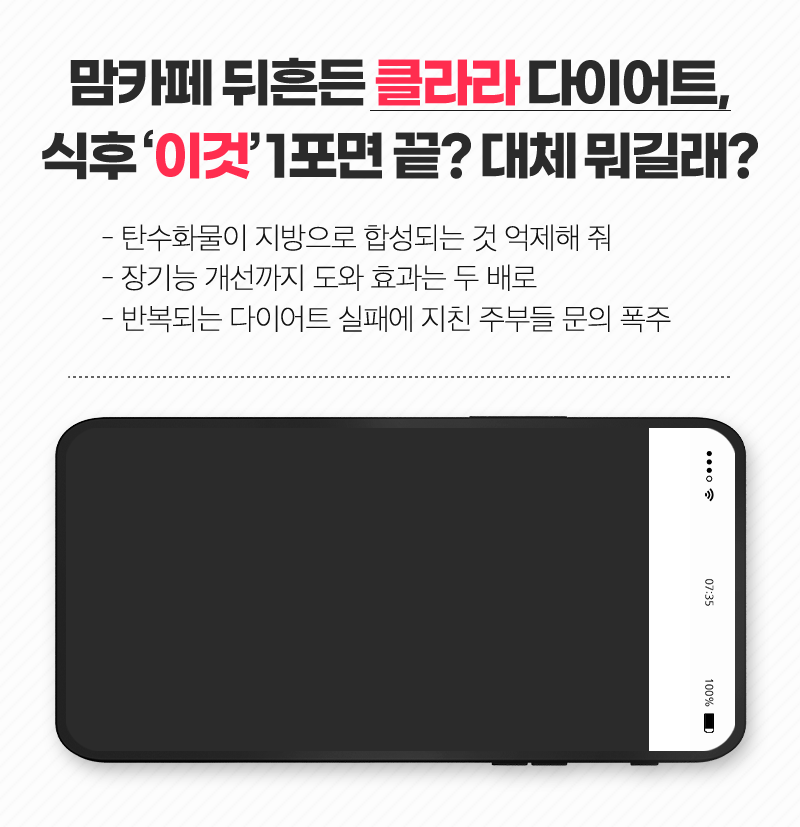 맘카페 뒤흔든 클라라 다이어트,
식후 ‘이것’ 1포면 끝? 대체 뭐길래?
- 탄수화물이 지방으로 합성되는 것 억제해 줘
- 장기능 개선까지 도와 효과는 두 배로
- 반복되는 다이어트 실패에 지친 주부들 문의 폭주
07:35
100%